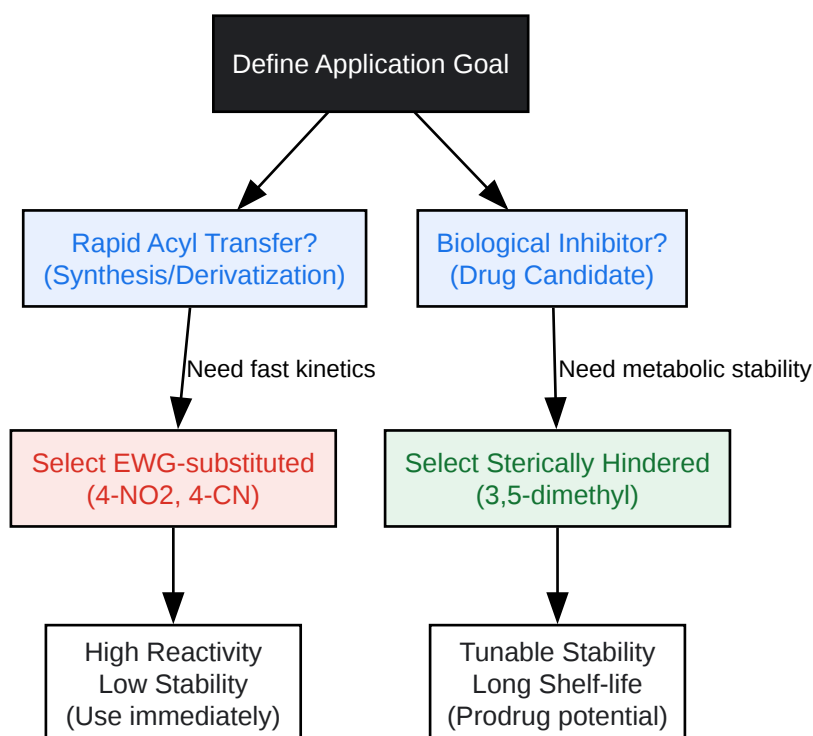 Define Application Goal
Rapid Acyl Transfer?
(Synthesis/Derivatization)
Biological Inhibitor?
(Drug Candidate)
Need fast kinetics
Need metabolic stability
Select EWG-substituted
(4-NO2, 4-CN)
Select Sterically Hindered
(3,5-dimethyl)
High Reactivity
Low Stability
(Use immediately)
Tunable Stability
Long Shelf-life
(Prodrug potential)